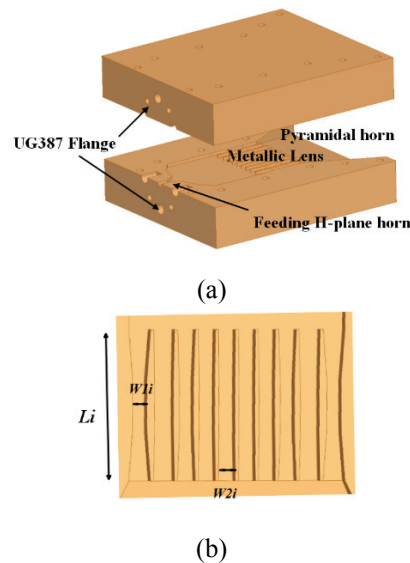 Pyramidal horn
UG387 Flange
Metallic Lens
Feeding H-plane horn
(a)
W1i
Li
W2i
(b)